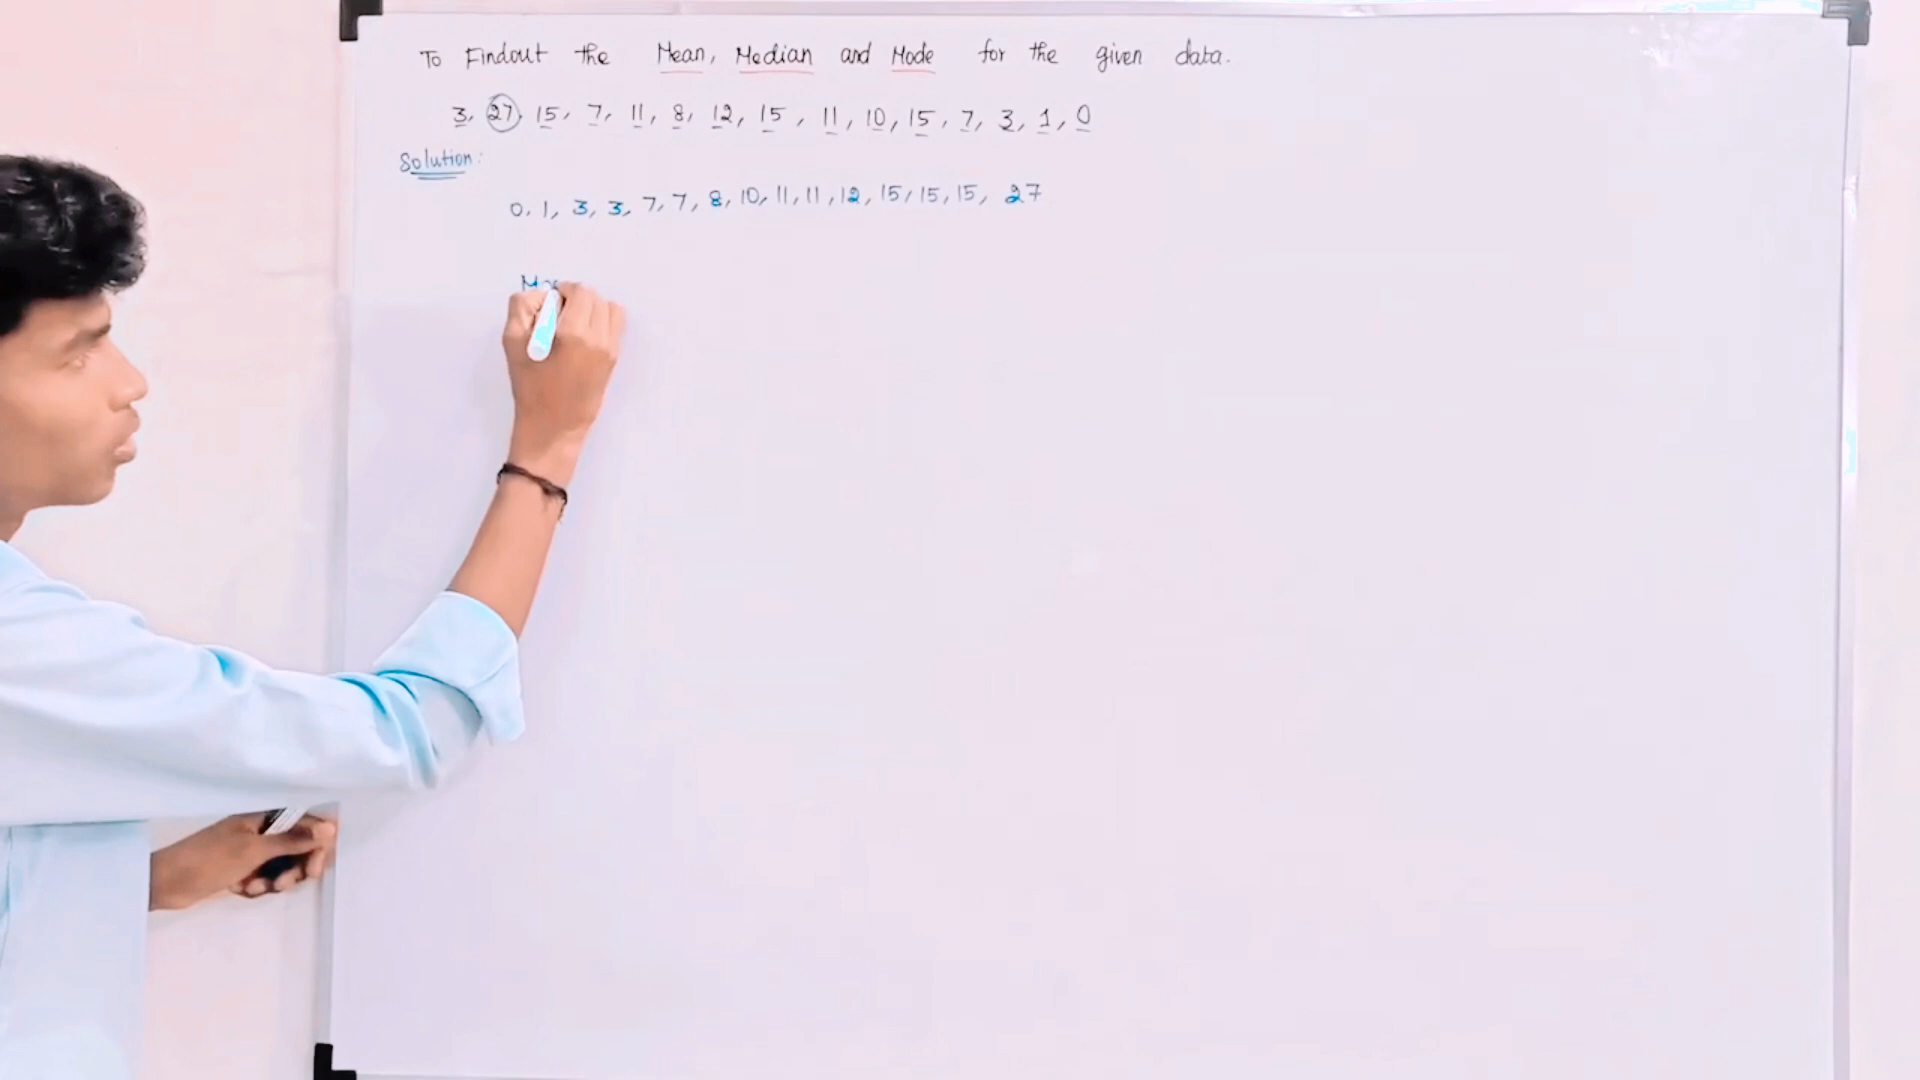 To Findout the Mean, Median and Mode for the given data.
3, 27, 15, 7, 11, 8, 12, 15, 11, 10, 15, 7, 3, 1, 0
Solution:
0, 1, 3, 3, 7, 7, 8, 10, 11, 11, 12, 15, 15, 15, 27